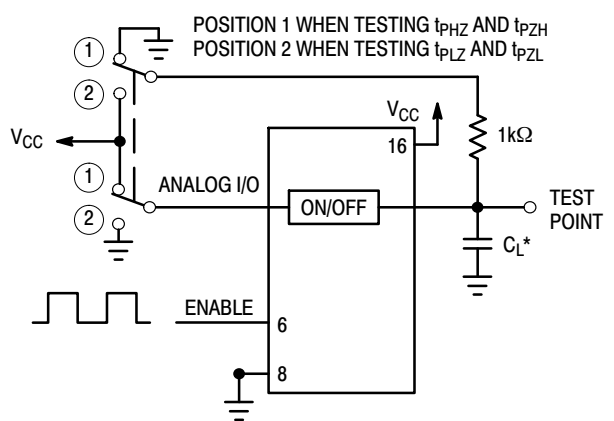 POSITION 1 WHEN TESTING tPHZ AND tPZH
POSITION 2 WHEN TESTING tPLZ AND tPZL
1
2
VCC
VCC
16
1kΩ
1
ANALOG I/O
ON/OFF
TEST
POINT
2
CL*
ENABLE
6
8